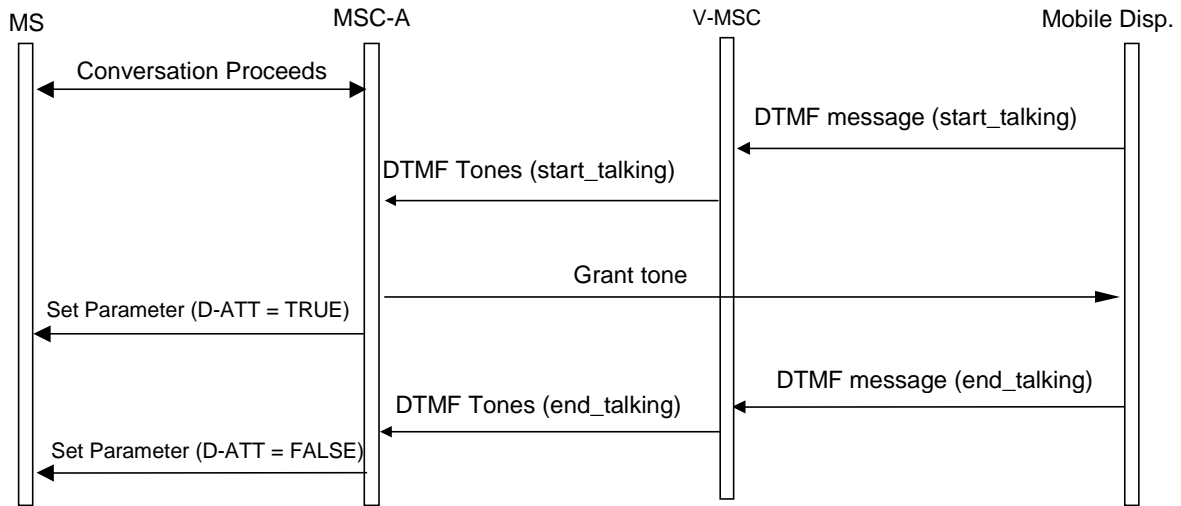 MS
MSC-A
V-MSC
Mobile Disp.
Conversation Proceeds
DTMF message (start_talking)
DTMF Tones (start_talking)
Grant tone
Set Parameter (D-ATT = TRUE)
DTMF message (end_talking)
DTMF Tones (end_talking)
Set Parameter (D-ATT = FALSE)